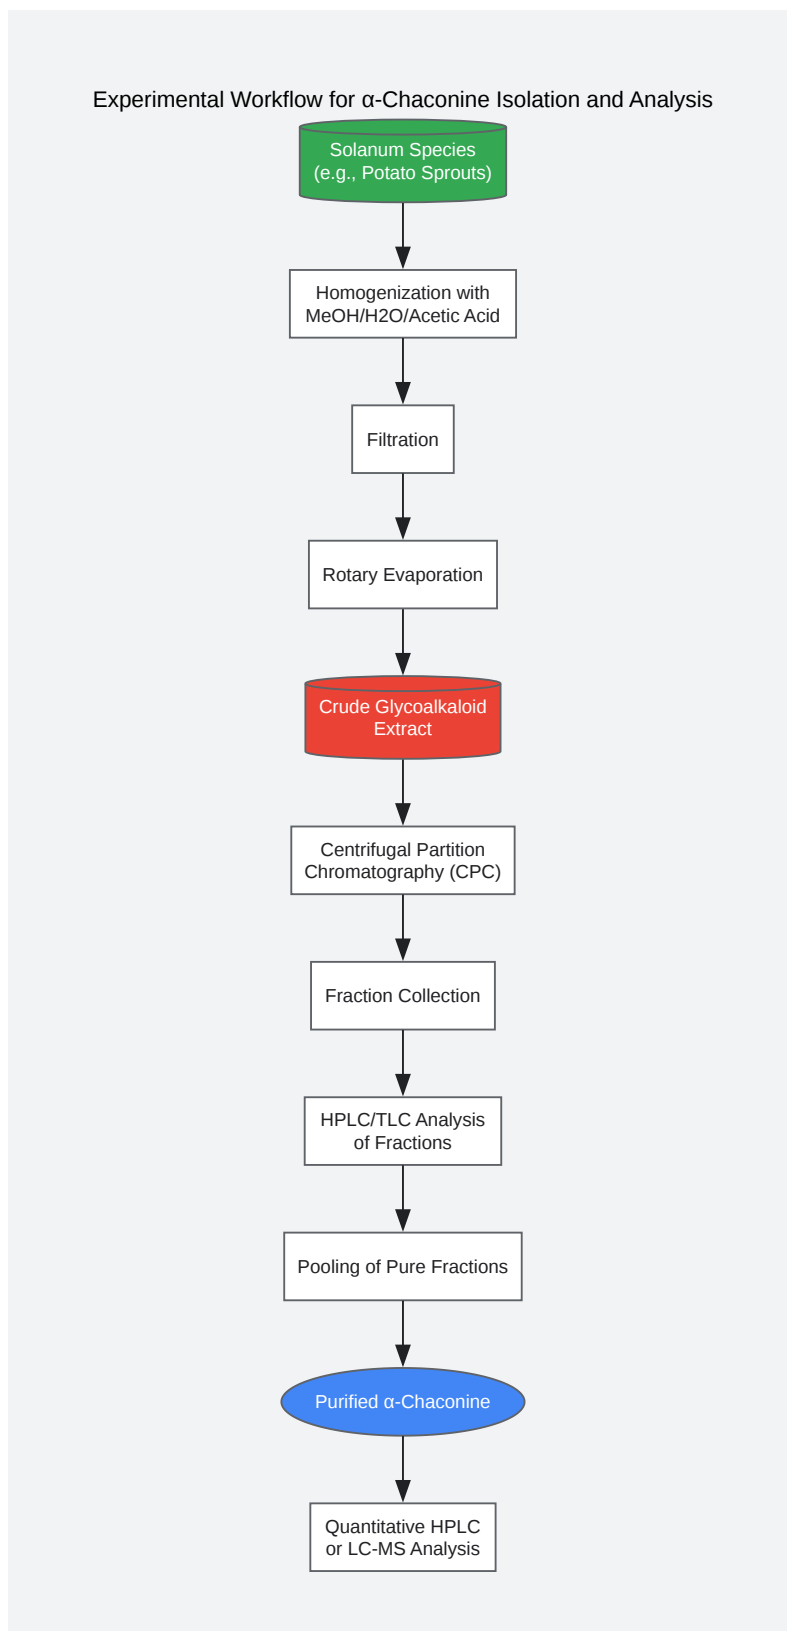 Experimental Workflow for α-Chaconine Isolation and Analysis
Solanum Species
(e.g., Potato Sprouts)
Homogenization with
MeOH/H2O/Acetic Acid
Filtration
Rotary Evaporation
Crude Glycoalkaloid
Extract
Centrifugal Partition
Chromatography (CPC)
Fraction Collection
HPLC/TLC Analysis
of Fractions
Pooling of Pure Fractions
Purified α-Chaconine
Quantitative HPLC
or LC-MS Analysis